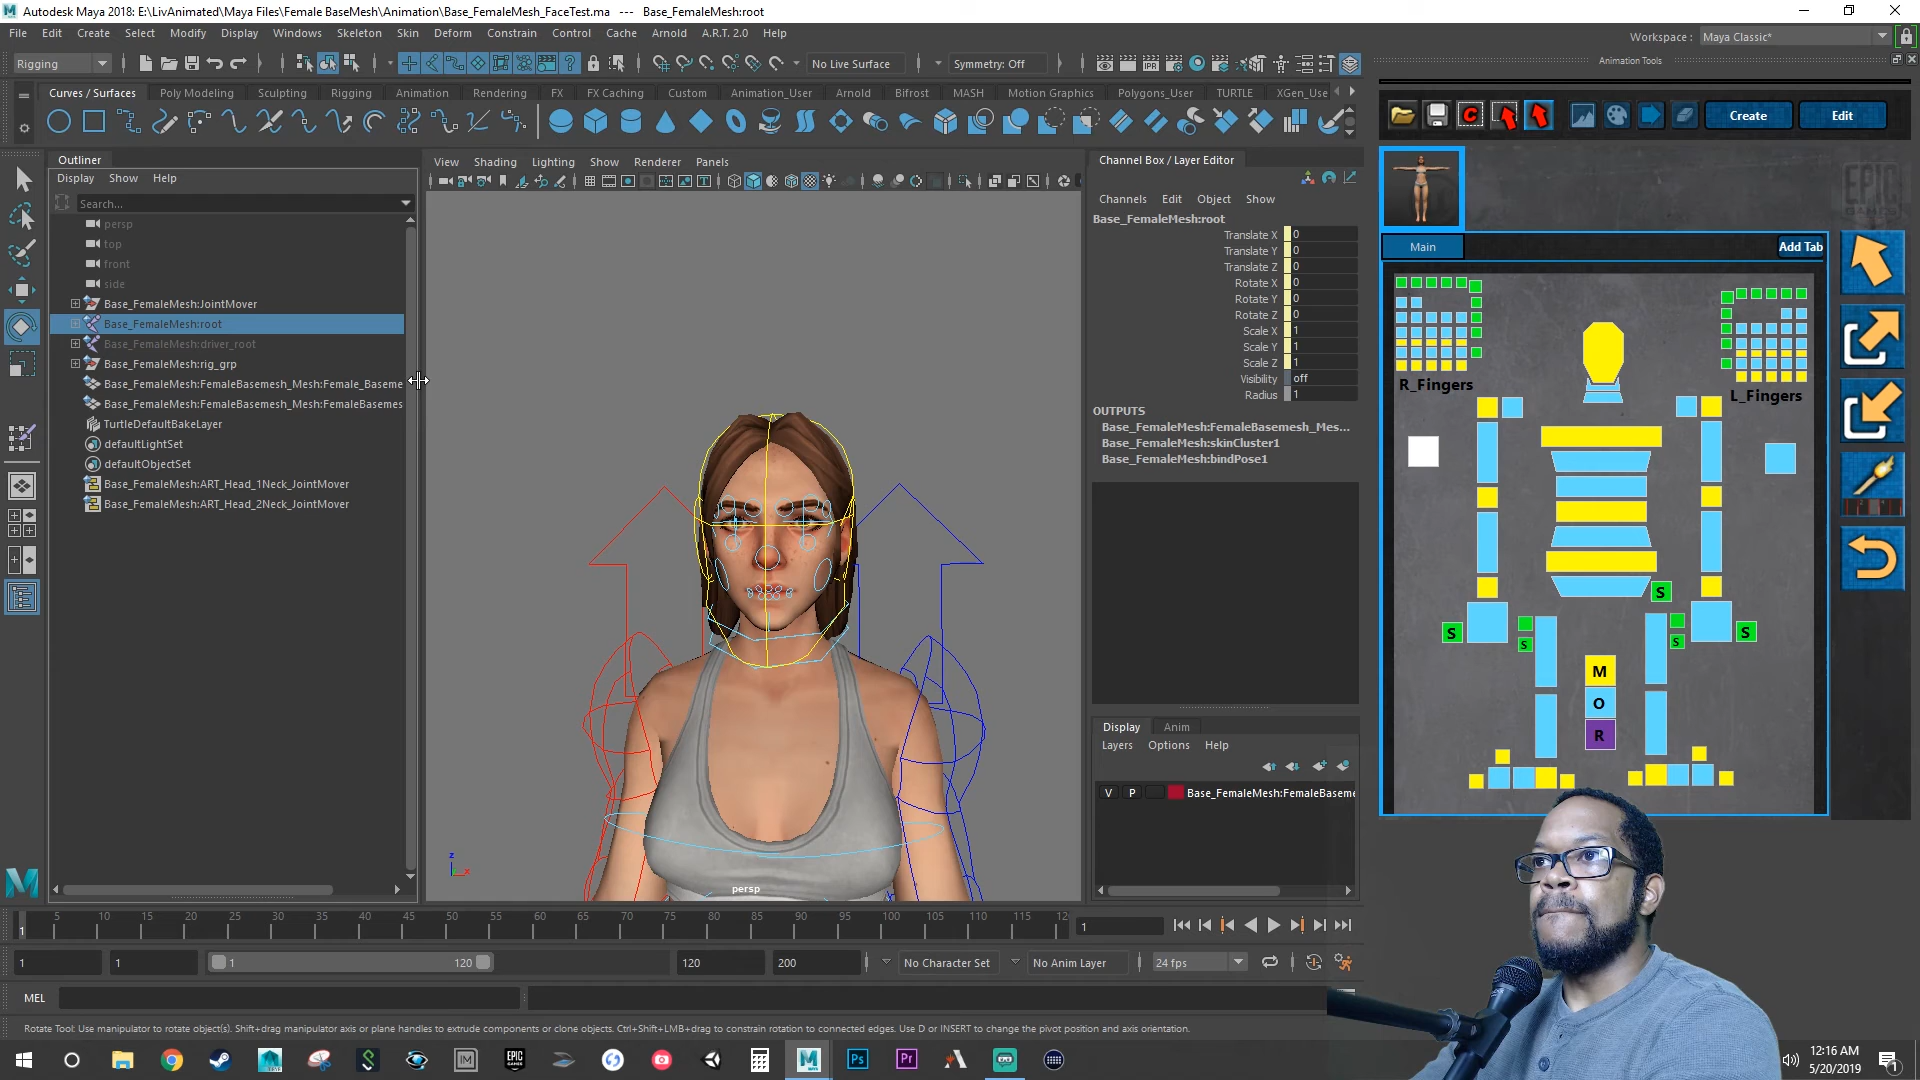 Autodesk Maya 2018: E:\LivAnimated\Maya Files\Female BaseMesh\Animation\Base_FemaleMesh_FaceTest.ma --- Base_FemaleMesh:root
File Edit Create Select Modify Display Windows Skeleton Skin Deform Constrain Control Cache Arnold A.R.T. 2.0 Help
Workspace : Maya Classic*
Rigging
No Live Surface
Symmetry: Off
Animation Tools
Curves / Surfaces Poly Modeling Sculpting Rigging Animation Rendering FX FX Caching Custom Animation_User Arnold Bifrost MASH Motion Graphics Polygons_User TURTLE XGen_Use
Create Edit
Outliner
Display Show Help
Search...
persp
top
front
side
Base_FemaleMesh:JointMover
Base_FemaleMesh:root
Base_FemaleMesh:driver_root
Base_FemaleMesh:rig_grp
Base_FemaleMesh:FemaleBasemesh_Mesh:Female_Baseme
Base_FemaleMesh:FemaleBasemesh_Mesh:FemaleBasemes
TurtleDefaultBakeLayer
defaultLightSet
defaultObjectSet
Base_FemaleMesh:ART_Head_1Neck_JointMover
Base_FemaleMesh:ART_Head_2Neck_JointMover
View Shading Lighting Show Renderer Panels
z
x
persp
Channel Box / Layer Editor
Channels Edit Object Show
Base_FemaleMesh:root
Translate X 0
Translate Y 0
Translate Z 0
Rotate X 0
Rotate Y 0
Rotate Z 0
Scale X 1
Scale Y 1
Scale Z 1
Visibility off
Radius 1
OUTPUTS
Base_FemaleMesh:FemaleBasemesh_Mes...
Base_FemaleMesh:skinCluster1
Base_FemaleMesh:bindPose1
Display Anim
Layers Options Help
V P Base_FemaleMesh:FemaleBaseme
EPIC
GAMES
Main
Add Tab
R_Fingers
L_Fingers
S
S
S
S
S
M
O
R
5 10 15 20 25 30 35 40 45 50 55 60 65 70 75 80 85 90 95 100 105 110 115 12
1
1
1 1 1 120 120 200
No Character Set
No Anim Layer
24 fps
MEL
Rotate Tool: Use manipulator to rotate object(s). Shift+drag manipulator axis or plane handles to extrude components or clone objects. Ctrl+Shift+LMB+drag to constrain rotation to connected edges. Use D or INSERT to change the pivot position and axis orientation.
IPR
EPIC
GAMES
Ps
Pr
12:16 AM
5/20/2019
1